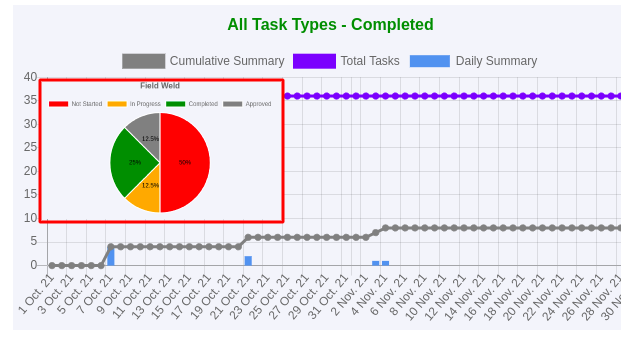 All Task Types - Completed
Cumulative Summary Total Tasks Daily Summary
Field Weld
Not Started In Progress Completed Approved
12.5% 50% 25% 12.5%
40
35
30
25
20
15
10
5
0
1 Oct. 21 3 Oct. 21 5 Oct. 21 7 Oct. 21 9 Oct. 21 11 Oct. 21 13 Oct. 21 15 Oct. 21 17 Oct. 21 19 Oct. 21 21 Oct. 21 23 Oct. 21 25 Oct. 21 27 Oct. 21 29 Oct. 21 31 Oct. 21 2 Nov. 21 4 Nov. 21 6 Nov. 21 8 Nov. 21 10 Nov. 21 12 Nov. 21 14 Nov. 21 16 Nov. 21 18 Nov. 21 20 Nov. 21 22 Nov. 21 24 Nov. 21 26 Nov. 21 28 Nov. 21 30 Nov.